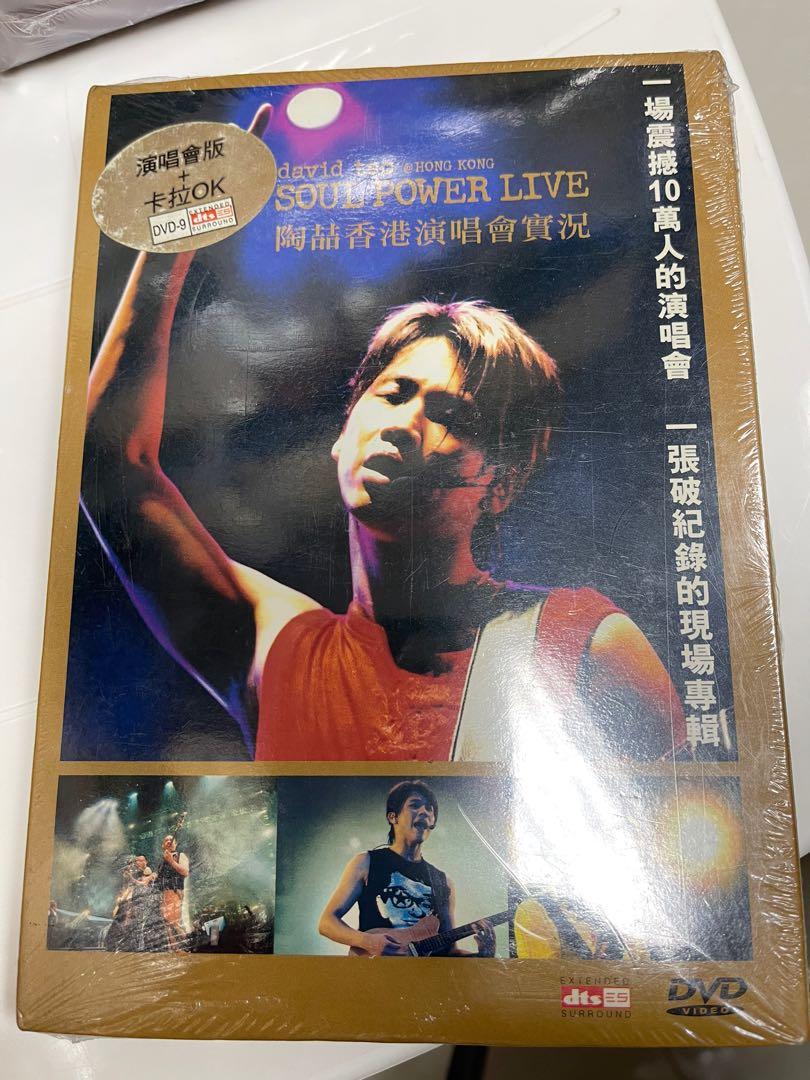 演唱會版
+
卡拉OK
DVD-9
EXTENDED
dts ES
SURROUND
david tao @ HONG KONG
SOUL POWER LIVE
陶喆香港演唱會實況
一場震撼10萬人的演唱會
一張破紀錄的現場專輯
EXTENDED
dts ES
SURROUND
DVD
VIDEO